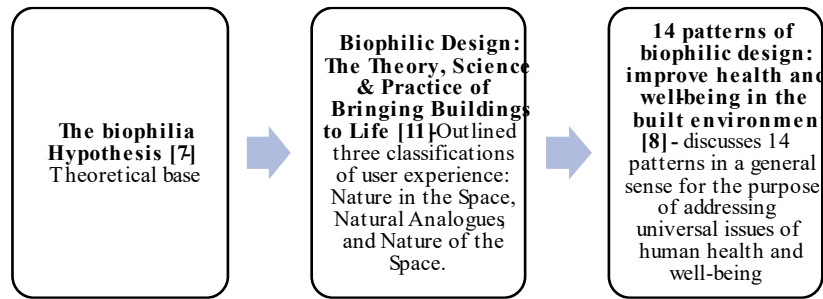 The biophilia
Hypothesis [7]-
Theoretical base
Biophilic Design:
The Theory, Science
& Practice of
Bringing Buildings
to Life [11]-Outlined
three classifications
of user experience:
Nature in the Space,
Natural Analogues,
and Nature of the
Space.
14 patterns of
biophilic design:
improve health and
well-being in the
built environment
[8] - discusses 14
patterns in a general
sense for the purpose
of addressing
universal issues of
human health and
well-being